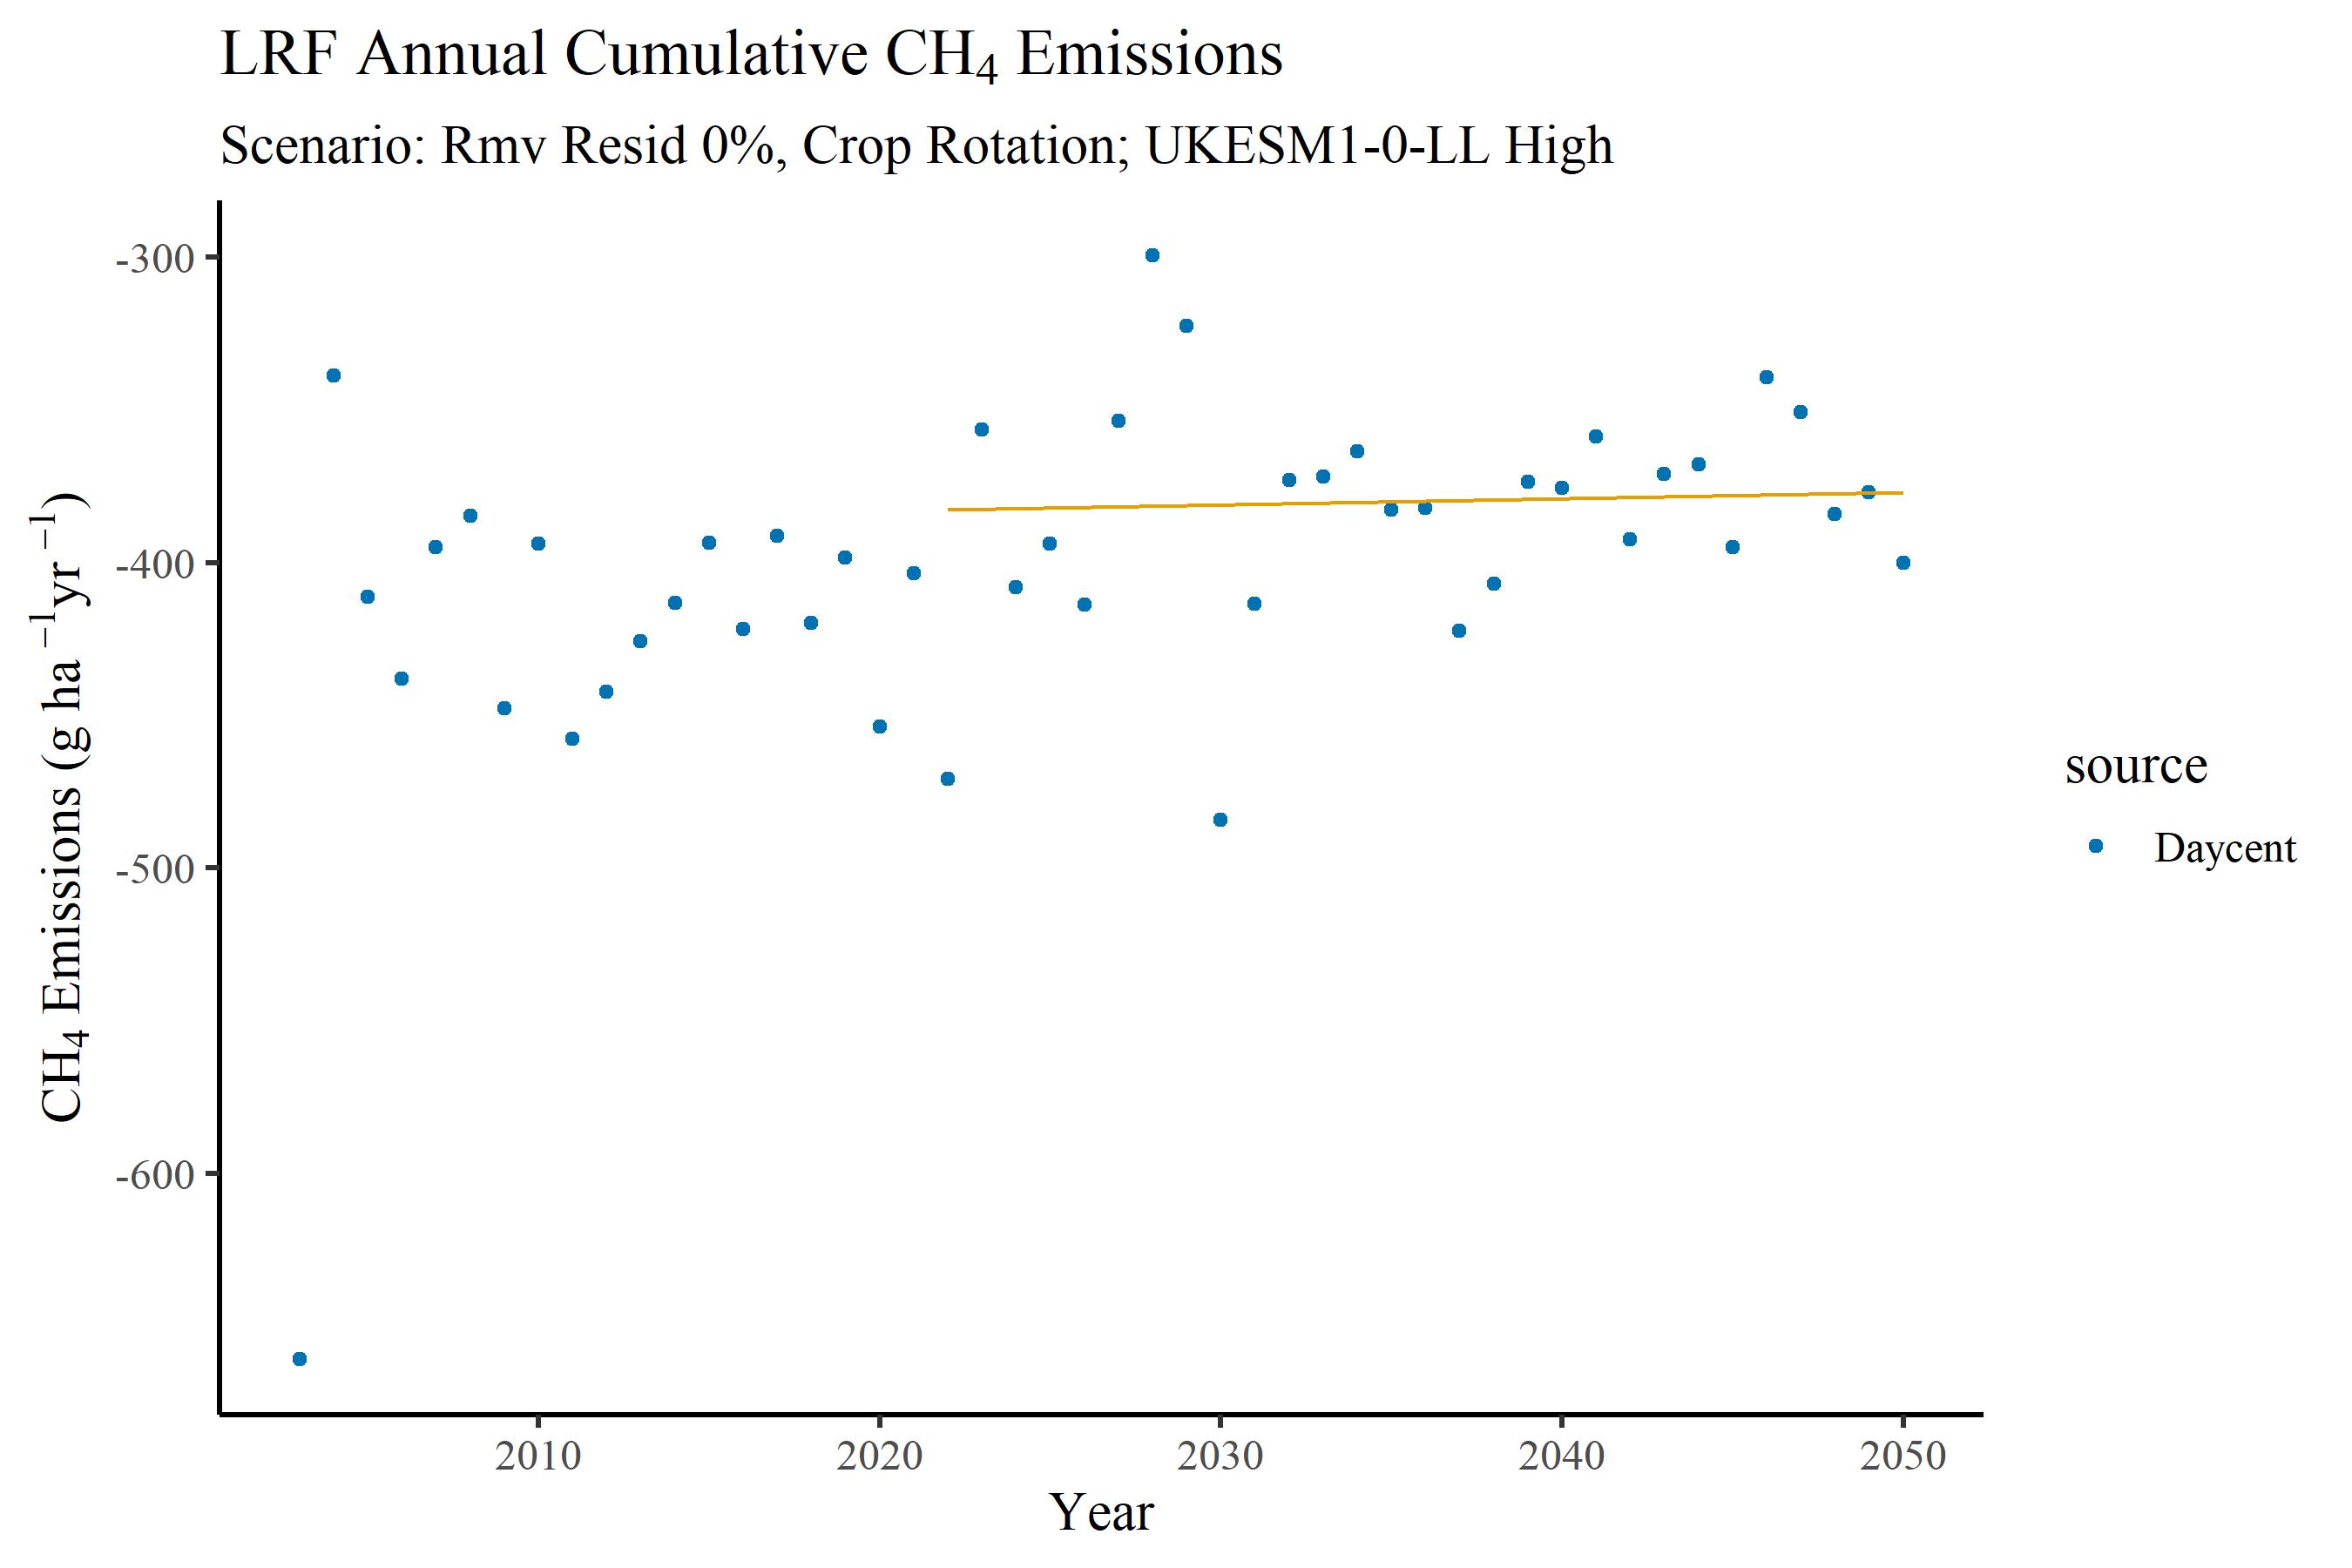 LRF Annual Cumulative CH₄ Emissions
Scenario: Rmv Resid 0%, Crop Rotation; UKESM1-0-LL High
CH₄ Emissions (g ha⁻¹yr⁻¹)
-300
-400
-500
-600
2010
2020
2030
2040
2050
Year
source
Daycent